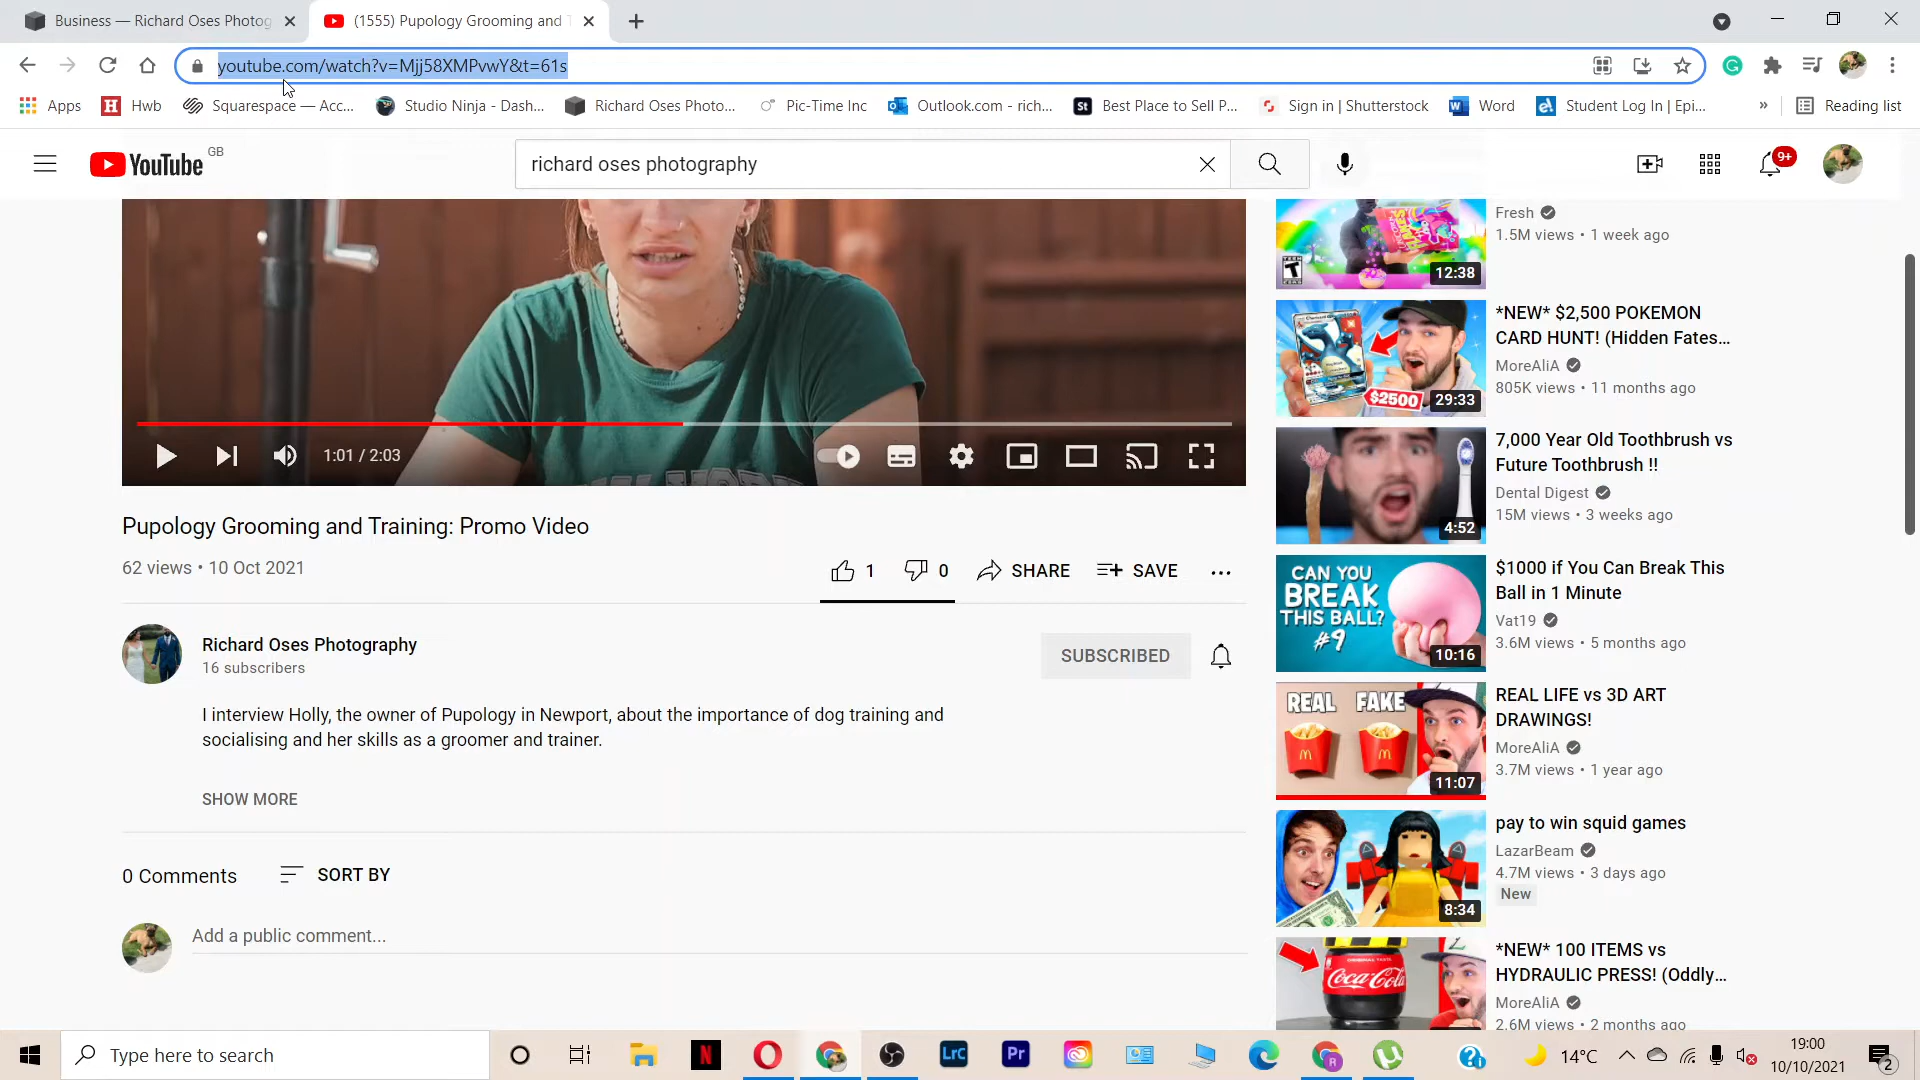 Business — Richard Oses Photog
(1555) Pupology Grooming and T
youtube.com/watch?v=Mjj58XMPvwY&t=61s
Apps
Hwb
Squarespace — Acc...
Studio Ninja - Dash...
Richard Oses Photo...
Pic-Time Inc
Outlook.com - rich...
Best Place to Sell P...
Sign in | Shutterstock
Word
Student Log In | Epi...
»
Reading list
YouTube GB
richard oses photography
9+
Fresh
1.5M views • 1 week ago
12:38
*NEW* $2,500 POKEMON
CARD HUNT! (Hidden Fates...
MoreAliA
805K views • 11 months ago
$2500
29:33
7,000 Year Old Toothbrush vs
Future Toothbrush !!
Dental Digest
15M views • 3 weeks ago
4:52
1:01 / 2:03
Pupology Grooming and Training: Promo Video
62 views • 10 Oct 2021
1
0
SHARE
SAVE
Richard Oses Photography
16 subscribers
SUBSCRIBED
I interview Holly, the owner of Pupology in Newport, about the importance of dog training and
socialising and her skills as a groomer and trainer.
SHOW MORE
0 Comments
SORT BY
Add a public comment...
CAN YOU
BREAK
THIS BALL?
#9
10:16
$1000 if You Can Break This
Ball in 1 Minute
Vat19
3.6M views • 5 months ago
REAL FAKE
11:07
REAL LIFE vs 3D ART
DRAWINGS!
MoreAliA
3.7M views • 1 year ago
8:34
pay to win squid games
LazarBeam
4.7M views • 3 days ago
New
Coca-Cola
*NEW* 100 ITEMS vs
HYDRAULIC PRESS! (Oddly...
MoreAliA
2.6M views • 2 months ago
Type here to search
LrC
Pr
14°C
19:00
10/10/2021
2